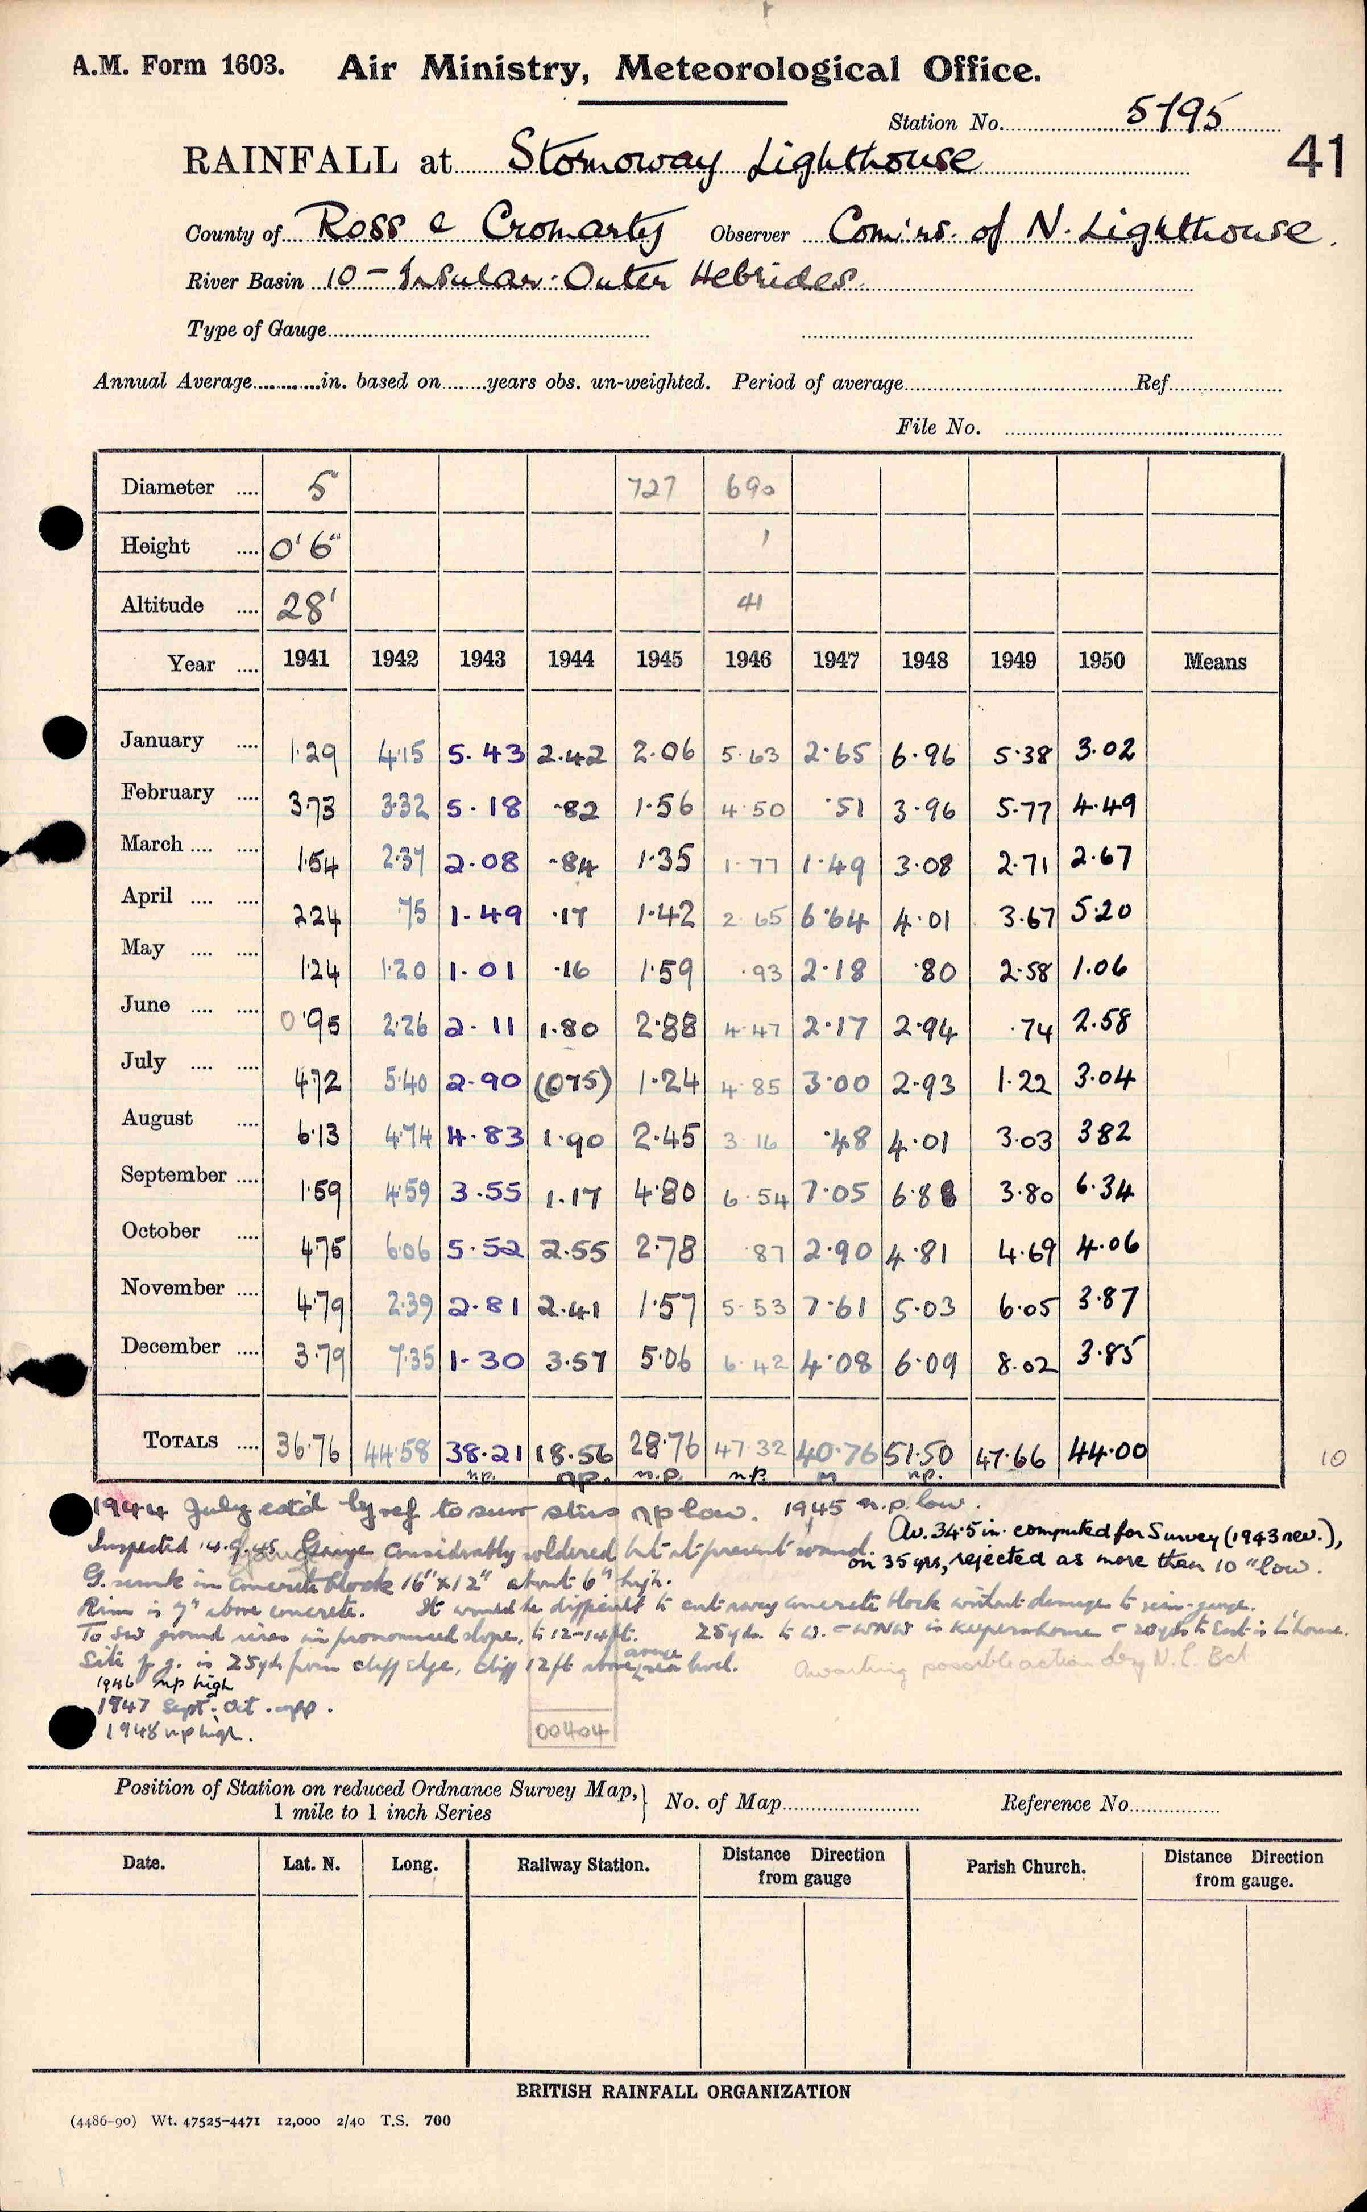 A.M. Form 1603. Air Ministry, Meteorological Office.
Station No. 5795
RAINFALL at Stornoway Lighthouse 41
County of Ross & Cromarty Observer Com'ns. of N. Lighthouse.
River Basin 10 – Insular: Outer Hebrides.
Type of Gauge
Annual Average in. based on years obs. un-weighted. Period of average Ref
File No.
Diameter 5" 727 690
Height 0' 6" 1
Altitude 28' 41
Year 1941 1942 1943 1944 1945 1946 1947 1948 1949 1950 Means
January 1.29 4.15 5.43 2.42 2.06 5.63 2.65 6.96 5.38 3.02
February 3.73 3.32 5.18 .82 1.56 4.50 .51 3.96 5.77 4.49
March 1.54 2.37 2.08 .84 1.35 1.77 1.49 3.08 2.71 2.67
April 2.24 .75 1.49 .17 1.42 2.65 6.64 4.01 3.67 5.20
May 1.24 1.20 1.01 .16 1.59 .93 2.18 .80 2.58 1.06
June 0.95 2.26 2.11 1.80 2.88 4.47 2.17 2.94 .74 2.58
July 4.72 5.40 2.90 (0.75) 1.24 4.85 3.00 2.93 1.22 3.04
August 6.13 4.74 4.83 1.90 2.45 3.16 .48 4.01 3.03 3.82
September 1.59 4.59 3.55 1.17 4.80 6.54 7.05 6.88 3.80 6.34
October 4.75 6.06 5.52 2.55 2.78 .87 2.90 4.81 4.69 4.06
November 4.79 2.39 2.81 2.41 1.57 5.53 7.61 5.03 6.05 3.87
December 3.79 7.35 1.30 3.57 5.06 6.42 4.08 6.09 8.02 3.85
TOTALS 36.76 44.58 38.21 18.56 28.76 47.32 40.76 51.50 47.66 44.00 10
n.p. n.p. n.p. n.p. n.p.
1944 July est'd by ref to surr stns np low. 1945 n.p. low.
Av. 34.5 in. computed for Survey (1943 rev.),
on 35 yrs, rejected as more than 10" low.
Inspected 14.9.45. Gauge considerably soldered but at present sound.
G. sunk in concrete block 16" x 12" about 6" high.
Rim is 7" above concrete. It would be difficult to cut away concrete block without damage to rain-gauge.
To SW ground rises in pronounced slope, to 12-14 ft. 25 yds. to W. – WNW is keepers home – 20 yds to East is L'house.
Site of g. is 25 yds from cliff edge, cliff 12 ft above mean sea level. Awaiting possible action by N. L. Bd
1946 np high
1947 Sept. Oct. app.
1948 np high.
00404
Position of Station on reduced Ordnance Survey Map,
1 mile to 1 inch Series
No. of Map Reference No.
Date. Lat. N. Long. Railway Station. Distance from gauge Direction Parish Church. Distance Direction from gauge.
BRITISH RAINFALL ORGANIZATION
(4486-90) Wt. 47525-4471 12,000 2/40 T.S. 700